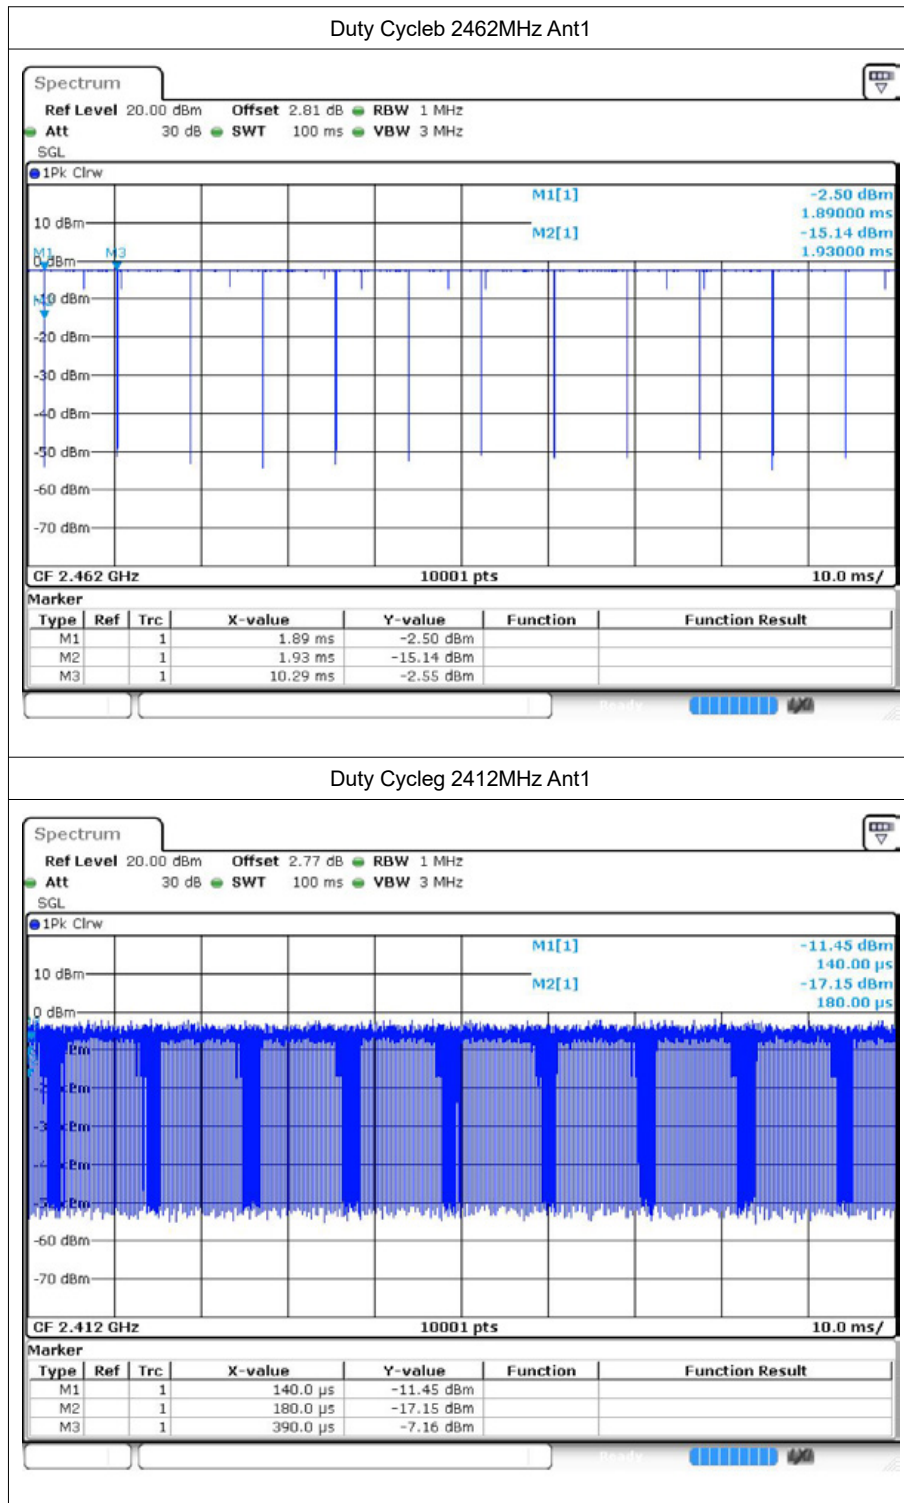 Duty Cycleb 2462MHz Ant1
Spectrum
Ref Level 20.00 dBm Offset 2.81 dB RBW 1 MHz
Att 30 dB SWT 100 ms VBW 3 MHz
SGL
1Pk Clrw
M1[1] -2.50 dBm
1.89000 ms
10 dBm
M2[1] -15.14 dBm
1.93000 ms
M1 M3
0 dBm
-10 dBm
-20 dBm
-30 dBm
-40 dBm
-50 dBm
-60 dBm
-70 dBm
CF 2.462 GHz 10001 pts 10.0 ms/
Marker
Type Ref Trc X-value Y-value Function Function Result
M1 1 1.89 ms -2.50 dBm
M2 1 1.93 ms -15.14 dBm
M3 1 10.29 ms -2.55 dBm
Ready
Duty Cycleg 2412MHz Ant1
Spectrum
Ref Level 20.00 dBm Offset 2.77 dB RBW 1 MHz
Att 30 dB SWT 100 ms VBW 3 MHz
SGL
1Pk Clrw
M1[1] -11.45 dBm
140.00 µs
10 dBm
M2[1] -17.15 dBm
180.00 µs
0 dBm
-60 dBm
-70 dBm
CF 2.412 GHz 10001 pts 10.0 ms/
Marker
Type Ref Trc X-value Y-value Function Function Result
M1 1 140.0 µs -11.45 dBm
M2 1 180.0 µs -17.15 dBm
M3 1 390.0 µs -7.16 dBm
Ready